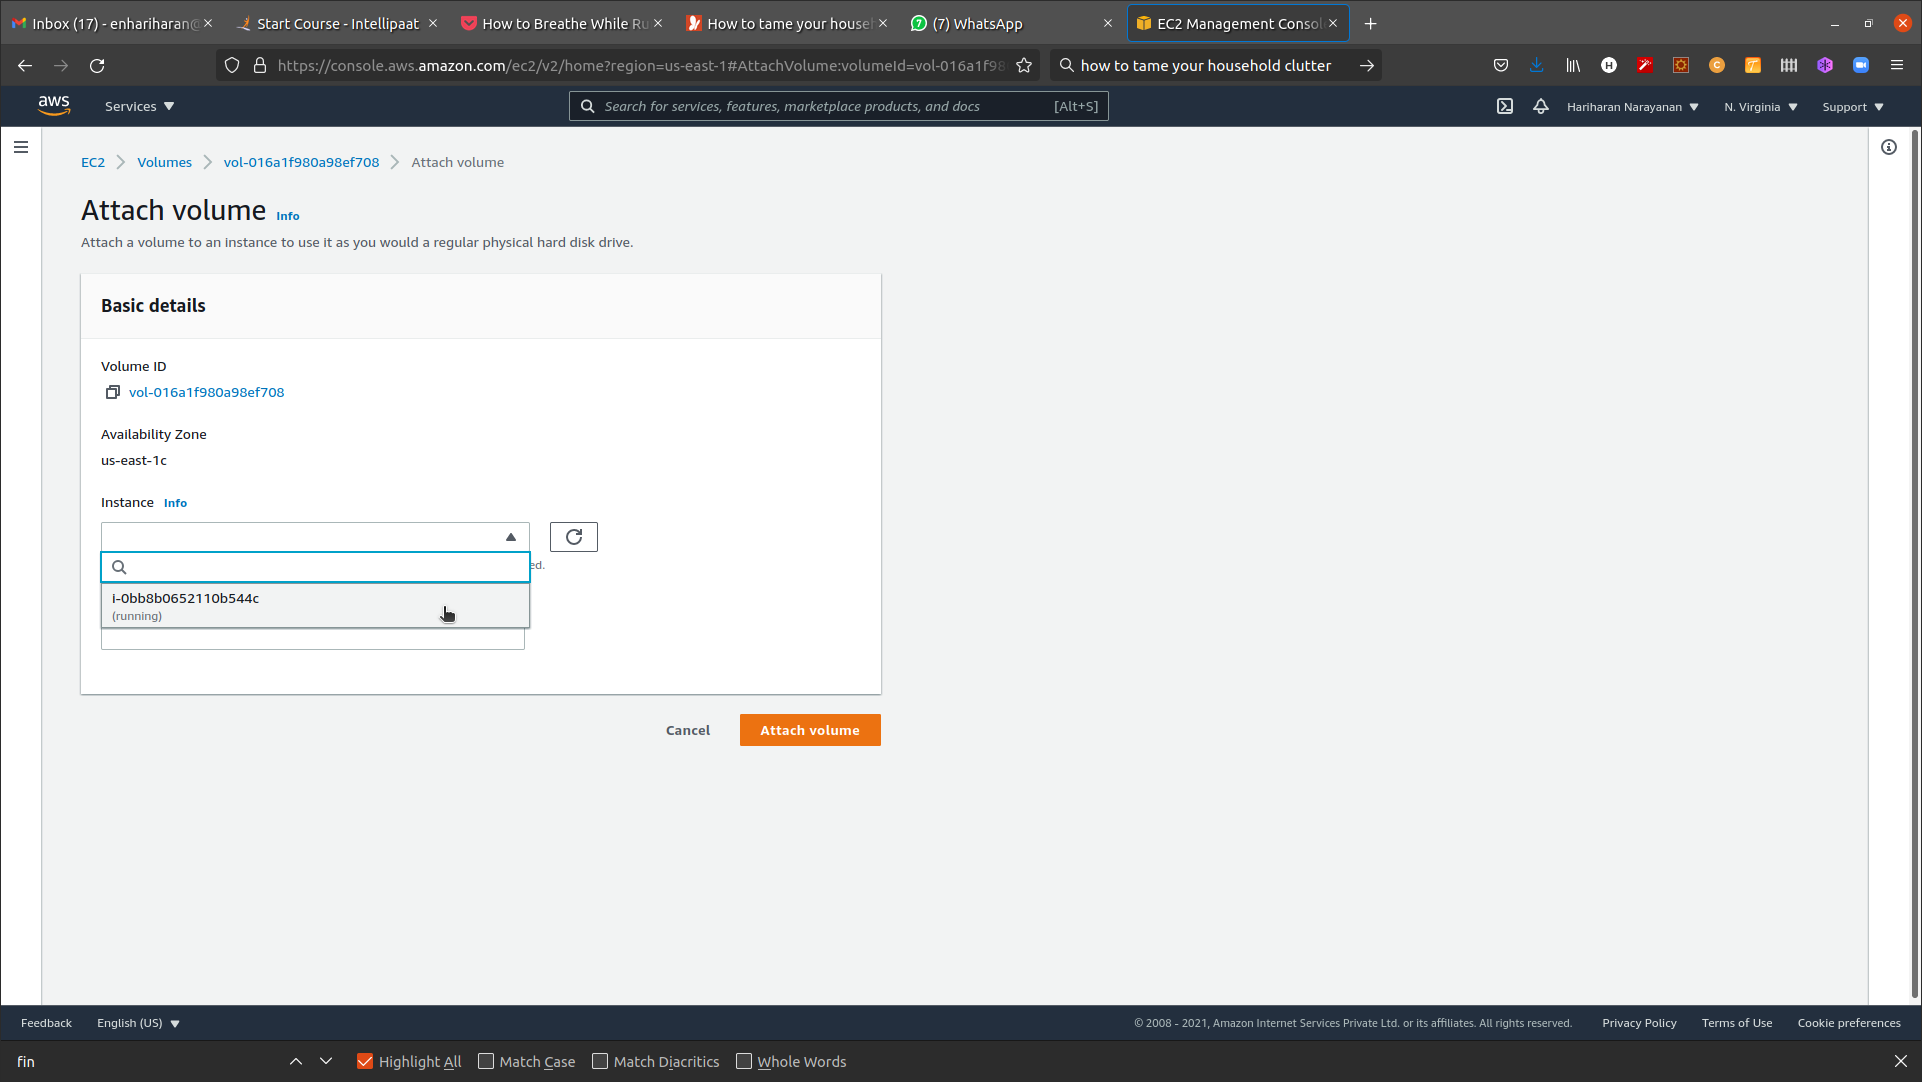 Inbox (17) - enhariharan@
Start Course - Intellipaat
How to Breathe While Ru
How to tame your househ
(7) WhatsApp
EC2 Management Consol
https://console.aws.amazon.com/ec2/v2/home?region=us-east-1#AttachVolume:volumeId=vol-016a1f98
how to tame your household clutter
aws
Services
Search for services, features, marketplace products, and docs [Alt+S]
Hariharan Narayanan
N. Virginia
Support
EC2 Volumes vol-016a1f980a98ef708 Attach volume
Attach volume Info
Attach a volume to an instance to use it as you would a regular physical hard disk drive.
Basic details
Volume ID
vol-016a1f980a98ef708
Availability Zone
us-east-1c
Instance Info
ed.
i-0bb8b0652110b544c
(running)
Cancel Attach volume
Feedback English (US) © 2008 - 2021, Amazon Internet Services Private Ltd. or its affiliates. All rights reserved. Privacy Policy Terms of Use Cookie preferences
fin Highlight All Match Case Match Diacritics Whole Words